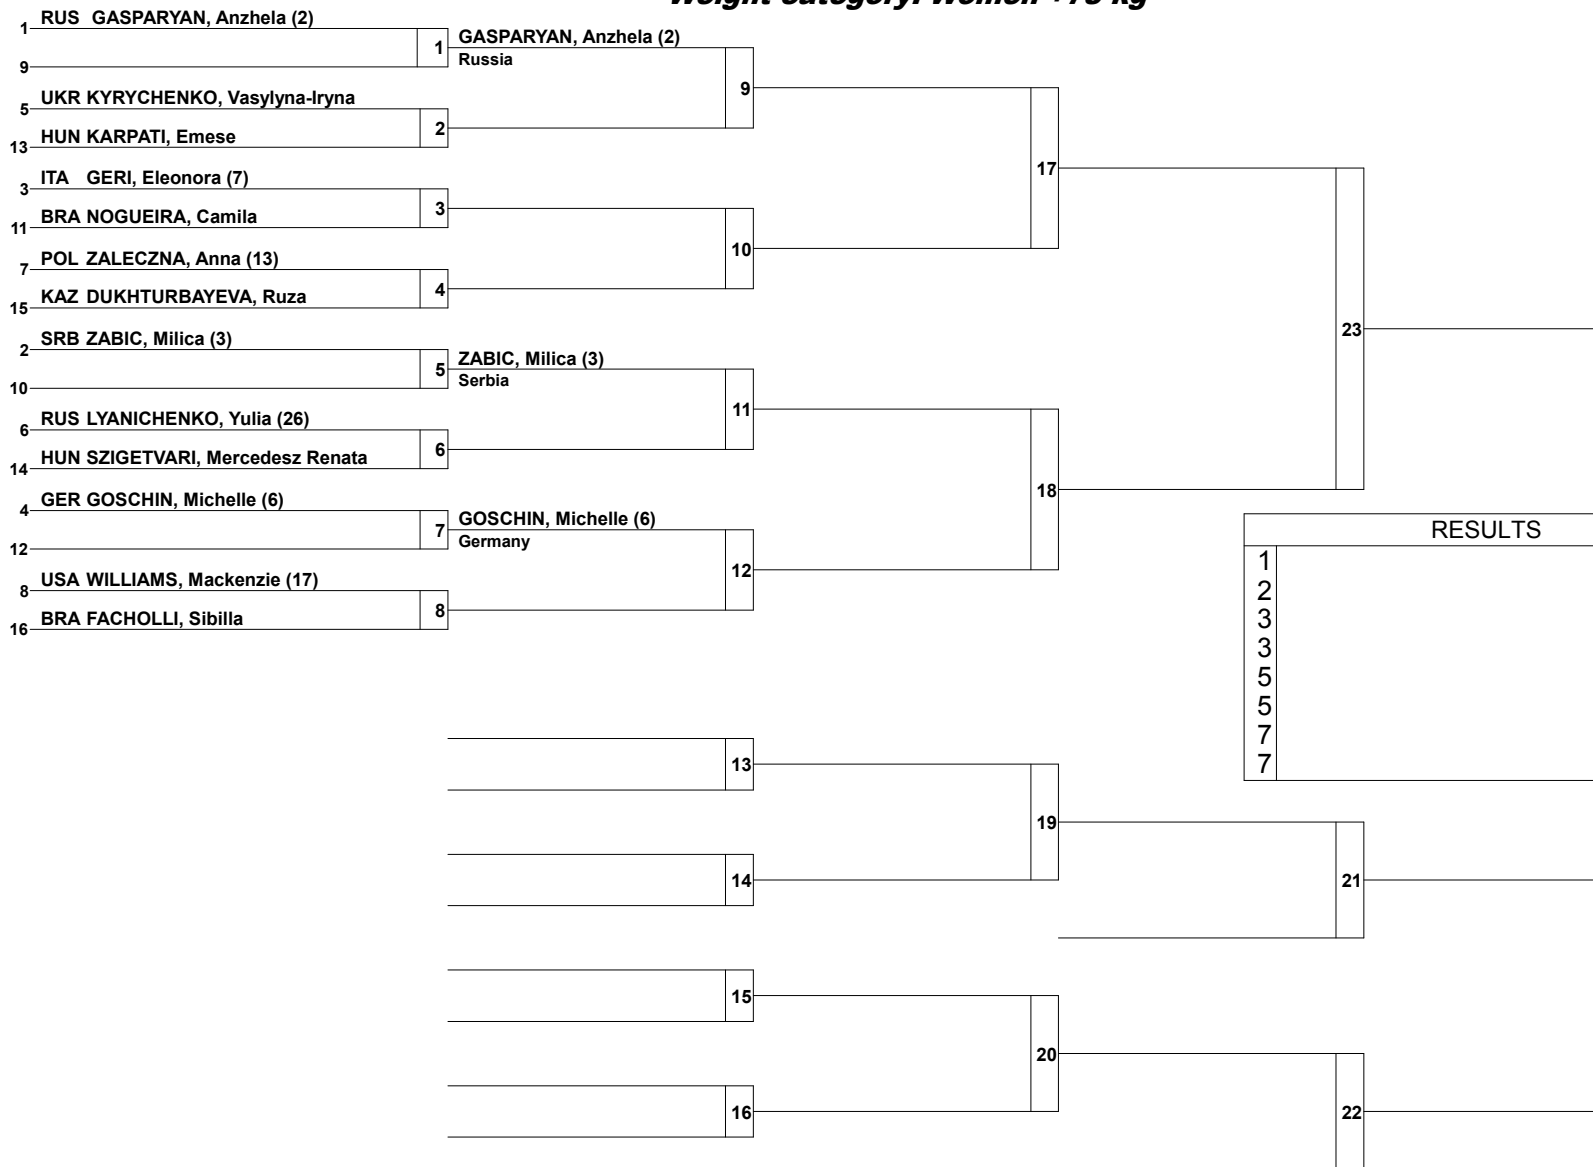 Weight category: Women +73 kg
1 RUS GASPARYAN, Anzhela (2)
9
1
GASPARYAN, Anzhela (2)
Russia
5 UKR KYRYCHENKO, Vasylyna-Iryna
13 HUN KARPATI, Emese
2
9
3 ITA GERI, Eleonora (7)
11 BRA NOGUEIRA, Camila
3
7 POL ZALECZNA, Anna (13)
15 KAZ DUKHTURBAYEVA, Ruza
4
10
17
2 SRB ZABIC, Milica (3)
10
5
ZABIC, Milica (3)
Serbia
6 RUS LYANICHENKO, Yulia (26)
14 HUN SZIGETVARI, Mercedesz Renata
6
11
4 GER GOSCHIN, Michelle (6)
12
7
GOSCHIN, Michelle (6)
Germany
8 USA WILLIAMS, Mackenzie (17)
16 BRA FACHOLLI, Sibilla
8
12
18
23
RESULTS
1
2
3
3
5
5
7
7
13
14
19
21
15
16
20
22